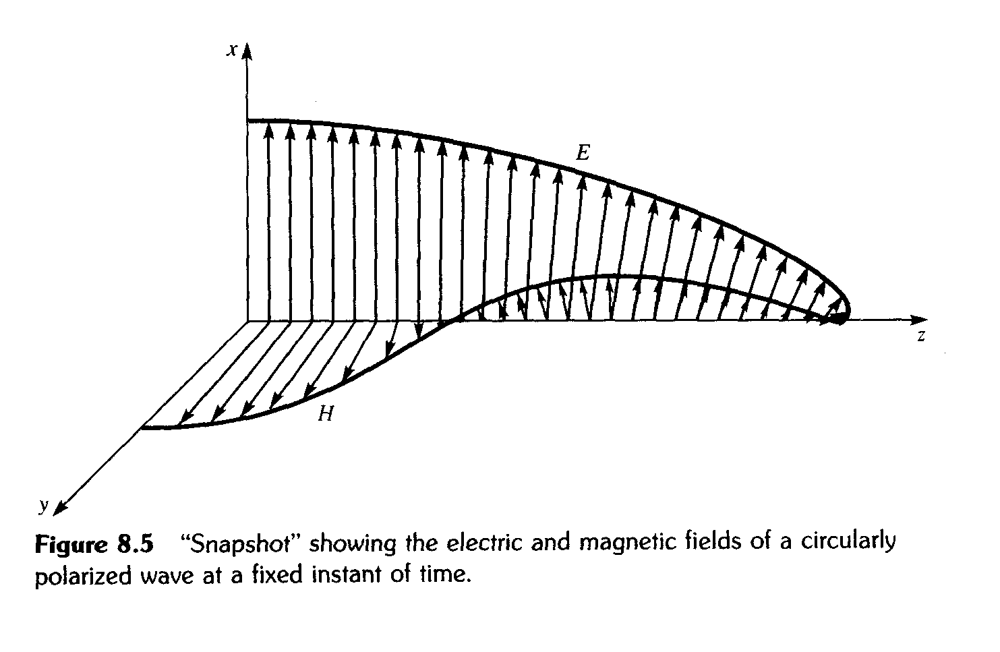 x
E
z
H
y
Figure 8.5 “Snapshot” showing the electric and magnetic fields of a circularly
polarized wave at a fixed instant of time.